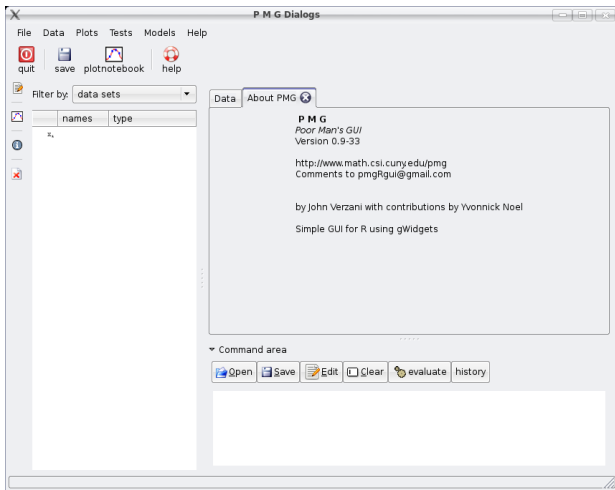 P M G Dialogs
File Data Plots Tests Models Help
quit save plotnotebook help
Filter by: data sets
names type
Data About PMG
P M G
Poor Man's GUI
Version 0.9-33
http://www.math.csi.cuny.edu/pmg
Comments to pmgRgui@gmail.com
by John Verzani with contributions by Yvonnick Noel
Simple GUI for R using gWidgets
Command area
Open Save Edit Clear evaluate history